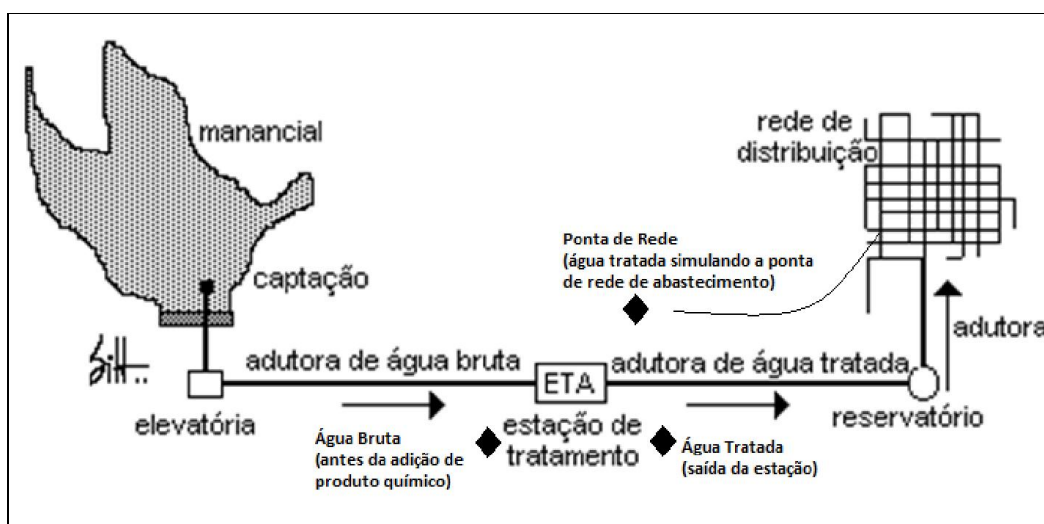 manancial
captação
elevatória
adutora de água bruta
Água Bruta
(antes da adição de
produto químico)
ETA
estação de
tratamento
adutora de água tratada
Água Tratada
(saída da estação)
Ponta de Rede
(água tratada simulando a ponta
de rede de abastecimento)
rede de
distribuição
adutora
reservatório